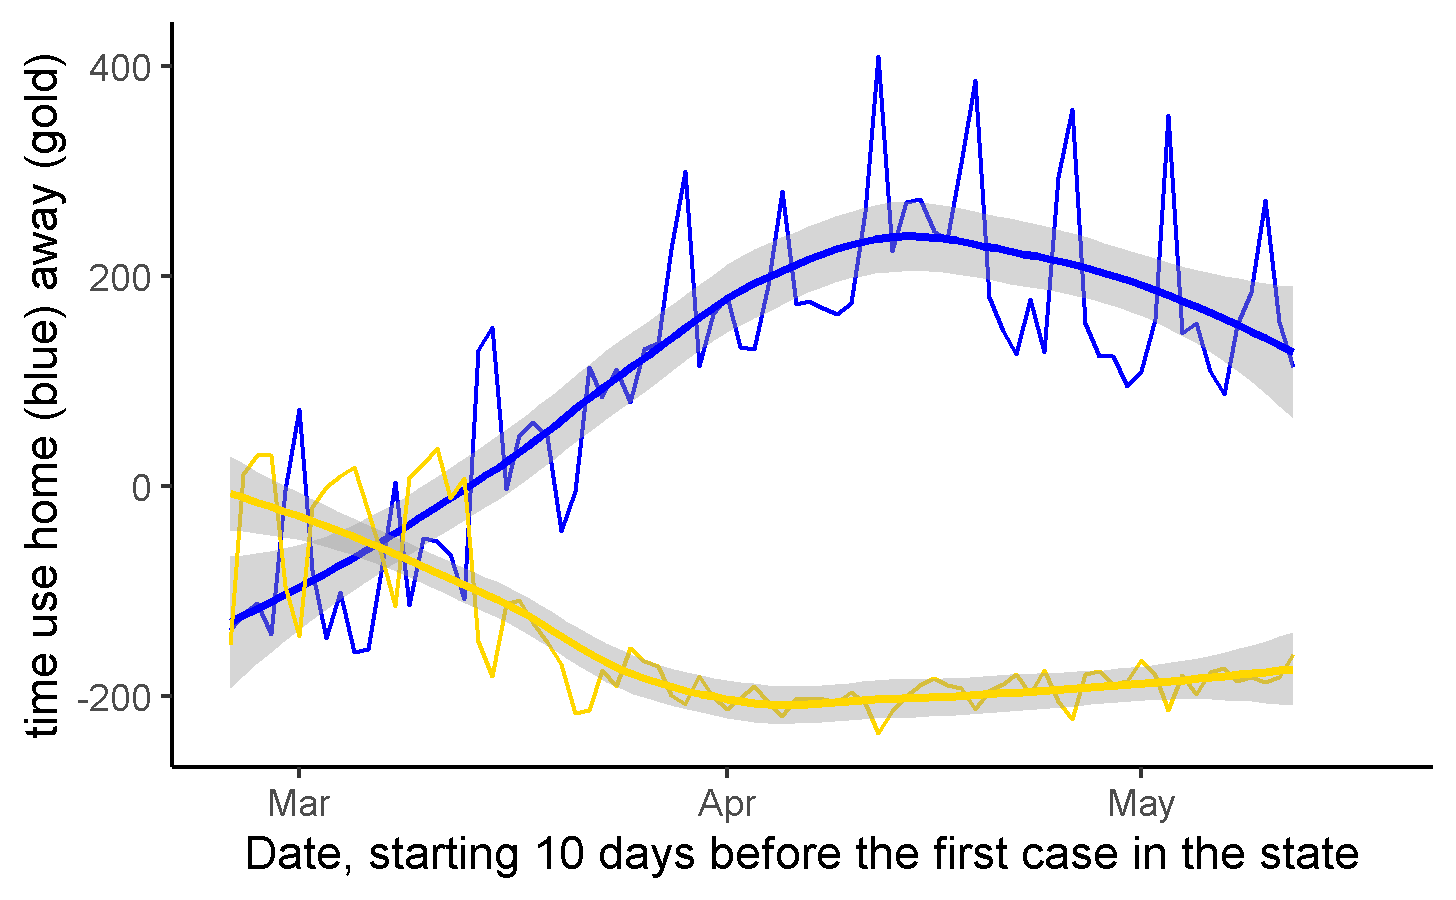 time use home (blue) away (gold)
400
200
0
-200
Mar Apr May
Date, starting 10 days before the first case in the state